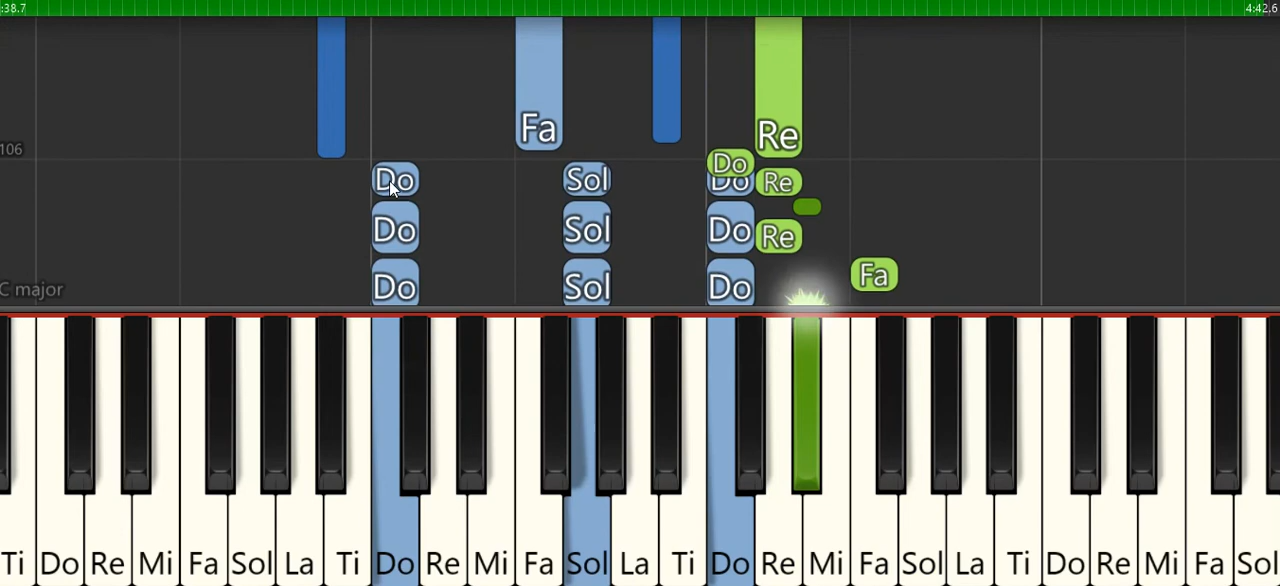 :38.7 4:42.6
Fa Re
106
Do
Do Sol Do Re
Do Sol Do Re
Fa
C major Do Sol Do
Ti Do Re Mi Fa Sol La Ti Do Re Mi Fa Sol La Ti Do Re Mi Fa Sol La Ti Do Re Mi Fa Sol